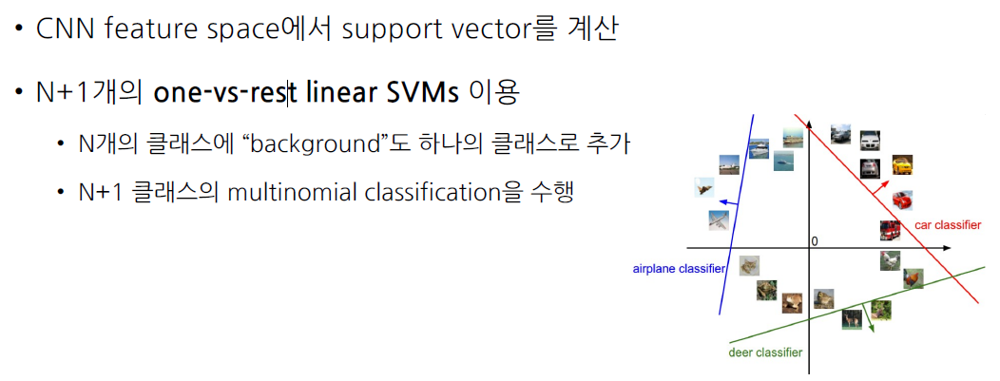 • CNN feature space에서 support vector를 계산
• N+1개의 one-vs-rest linear SVMs 이용
• N개의 클래스에 “background”도 하나의 클래스로 추가
• N+1 클래스의 multinomial classification을 수행
car classifier
0
airplane classifier
deer classifier